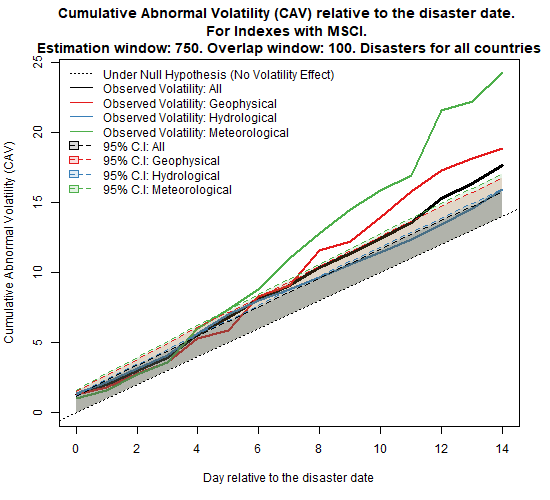 Cumulative Abnormal Volatility (CAV) relative to the disaster date.
For Indexes with MSCI.
Estimation window: 750. Overlap window: 100. Disasters for all countries
Under Null Hypothesis (No Volatility Effect)
Observed Volatility: All
Observed Volatility: Geophysical
Observed Volatility: Hydrological
Observed Volatility: Meteorological
95% C.I: All
95% C.I: Geophysical
95% C.I: Hydrological
95% C.I: Meteorological
Cumulative Abnormal Volatility (CAV)
25
20
15
10
5
0
0 2 4 6 8 10 12 14
Day relative to the disaster date